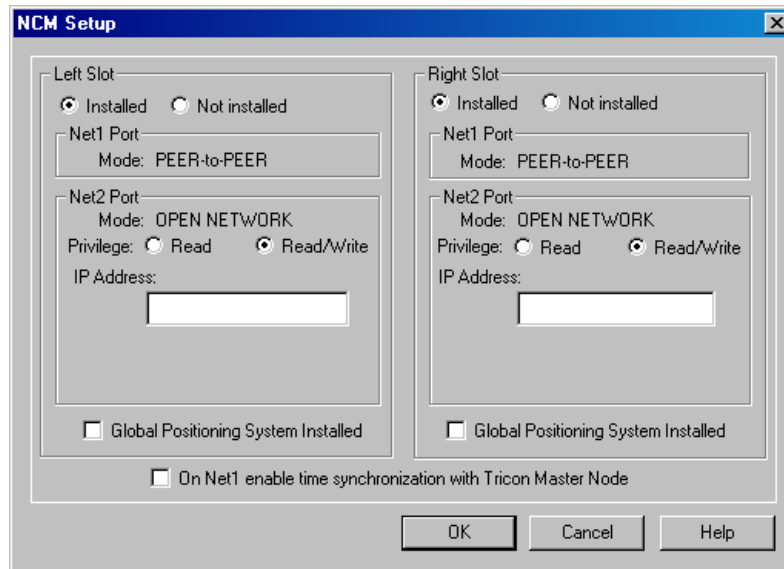 NCM Setup
Left Slot
Installed
Not installed
Net1 Port
Mode: PEER-to-PEER
Net2 Port
Mode: OPEN NETWORK
Privilege:
Read
Read/Write
IP Address:
Global Positioning System Installed
Right Slot
Installed
Not installed
Net1 Port
Mode: PEER-to-PEER
Net2 Port
Mode: OPEN NETWORK
Privilege:
Read
Read/Write
IP Address:
Global Positioning System Installed
On Net1 enable time synchronization with Tricon Master Node
OK
Cancel
Help